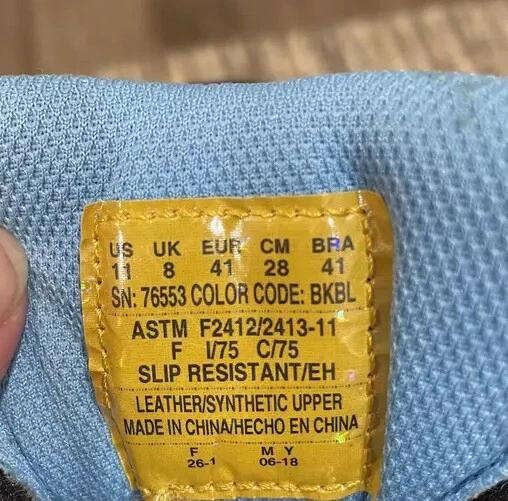 US UK EUR CM BRA
11 8 41 28 41
SN: 76553 COLOR CODE: BKBL
ASTM F2412/2413-11
F I/75 C/75
SLIP RESISTANT/EH
LEATHER/SYNTHETIC UPPER
MADE IN CHINA/HECHO EN CHINA
F M Y
26-1 06-18